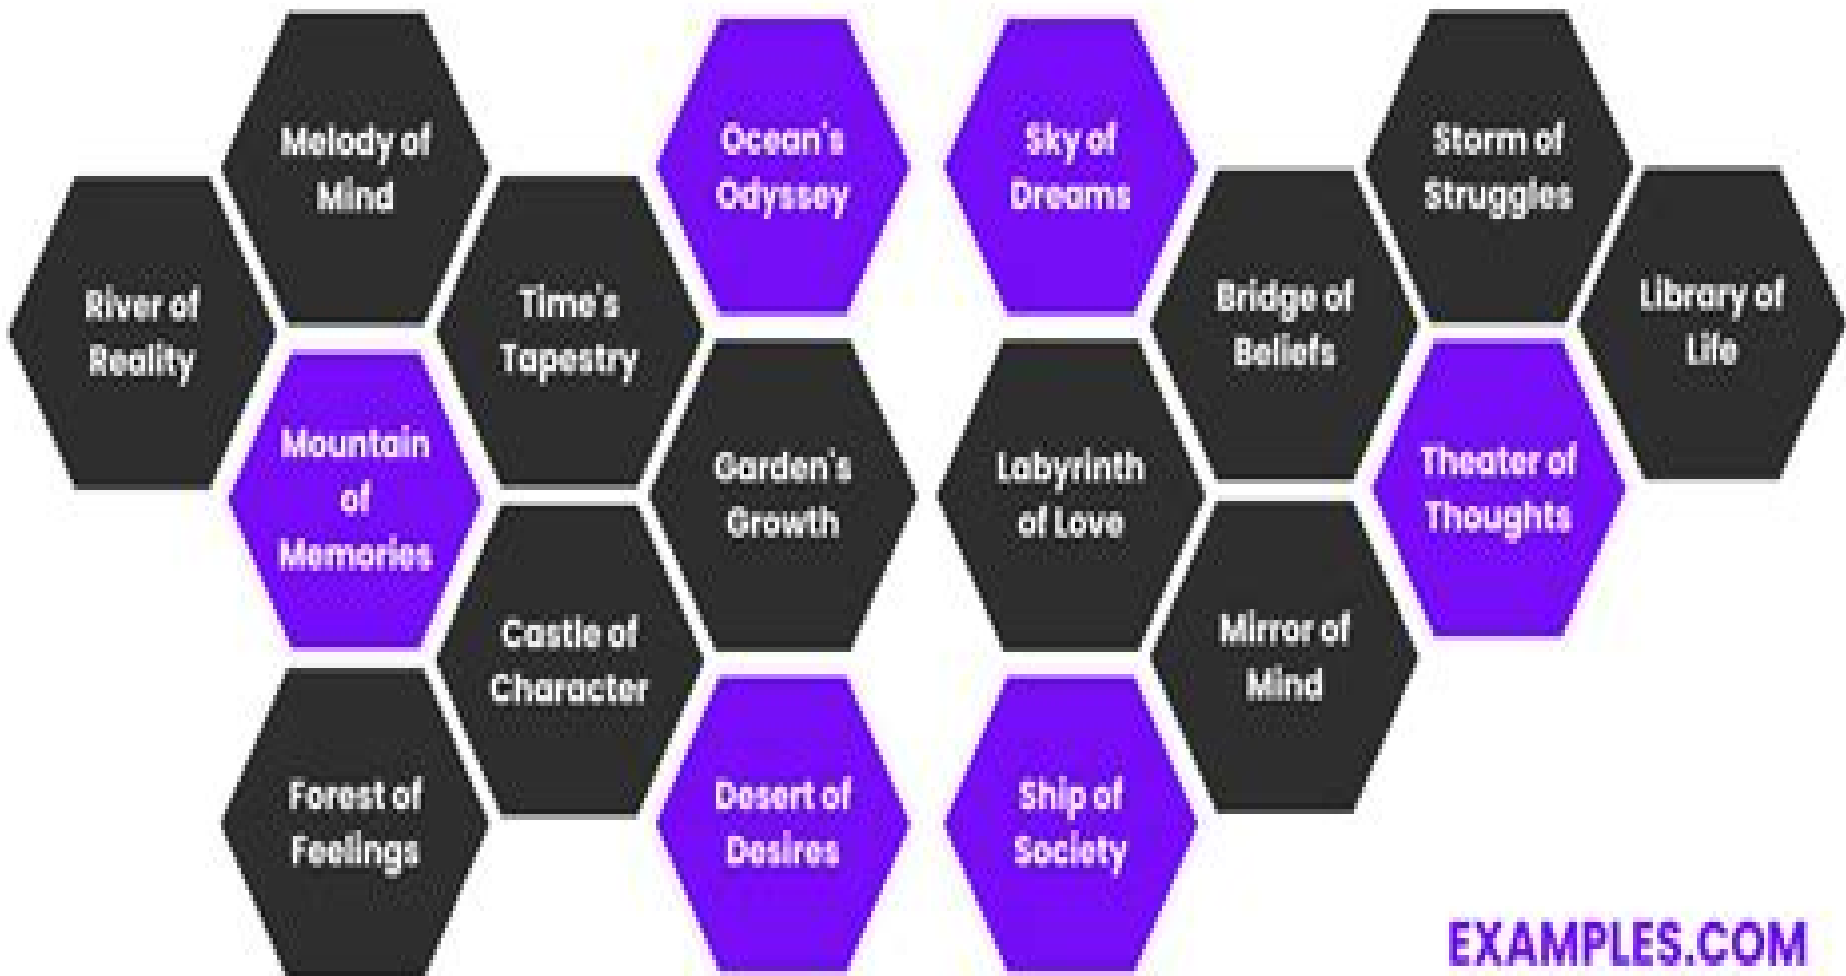 Melody of
Mind
Ocean's
Odyssey
Sky of
Dreams
Storm of
Struggles
River of
Reality
Time's
Tapestry
Bridge of
Beliefs
Library of
Life
Mountain
of
Memories
Garden's
Growth
Labyrinth
of Love
Theater of
Thoughts
Castle of
Character
Mirror of
Mind
Forest of
Feelings
Desert of
Desires
Ship of
Society
EXAMPLES.COM